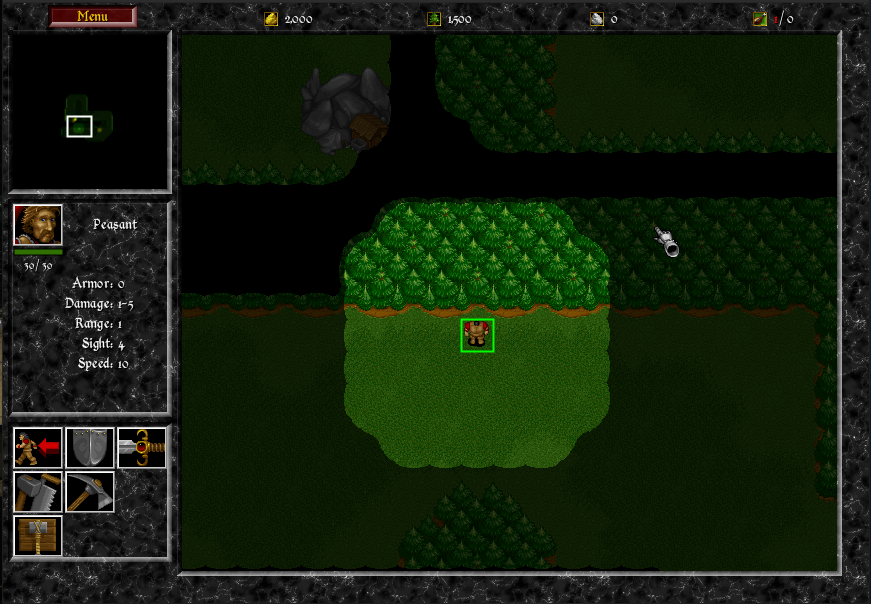 Menu
2,000
1,500
0
1/0
Peasant
30/30
Armor: 0
Damage: 1-5
Range: 1
Sight: 4
Speed: 10